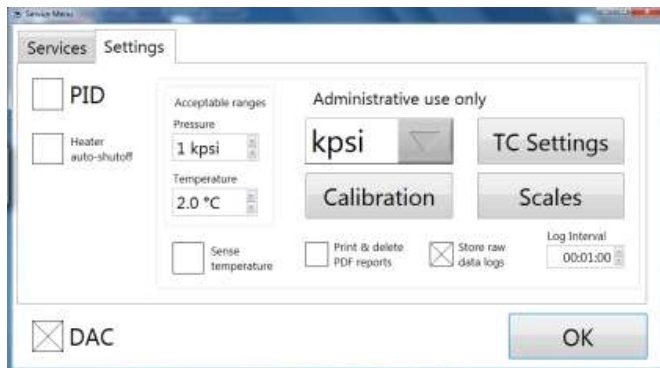 Service Menu
Services Settings
PID
Heater
auto-shutoff
Acceptable ranges
Pressure
1 kpsi
Temperature
2.0 °C
Sense
temperature
Administrative use only
kpsi
TC Settings
Calibration
Scales
Print & delete
PDF reports
Store raw
data logs
Log Interval
00:01:00
DAC
OK